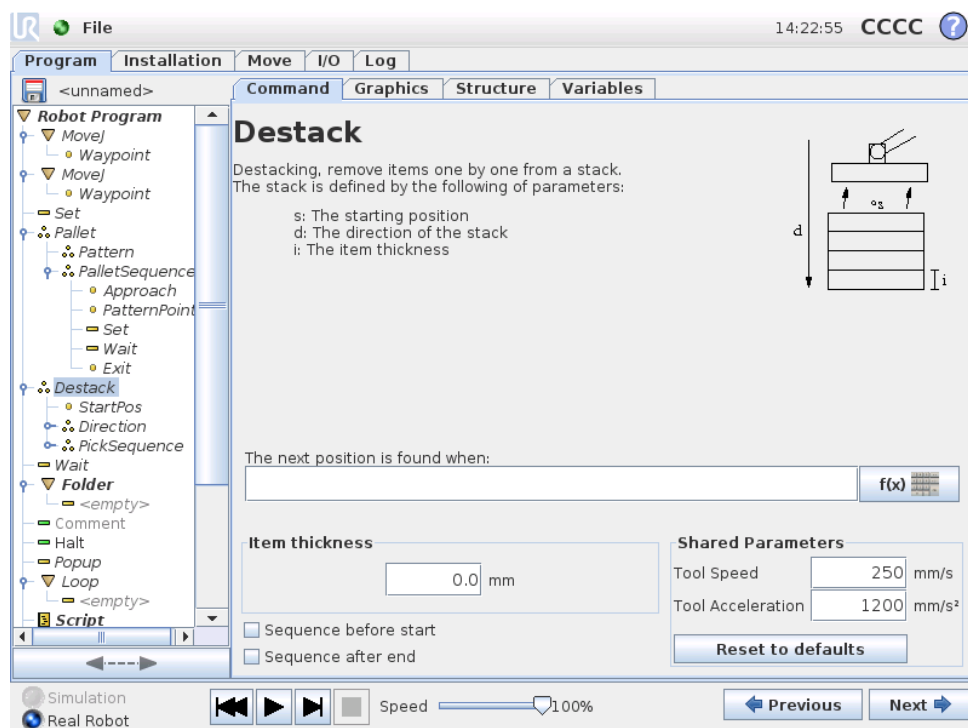 UR File 14:22:55 CCCC ?
Program Installation Move I/O Log
<unnamed>
Command Graphics Structure Variables
Robot Program
MoveJ
Waypoint
MoveJ
Waypoint
Set
Pallet
Pattern
PalletSequence
Approach
PatternPoint
Set
Wait
Exit
Destack
StartPos
Direction
PickSequence
Wait
Folder
<empty>
Comment
Halt
Popup
Loop
<empty>
Script
Destack
Destacking, remove items one by one from a stack.
The stack is defined by the following of parameters:
s: The starting position
d: The direction of the stack
i: The item thickness
s
d
i
The next position is found when:
f(x)
Item thickness
0.0 mm
Sequence before start
Sequence after end
Shared Parameters
Tool Speed 250 mm/s
Tool Acceleration 1200 mm/s²
Reset to defaults
Simulation
Real Robot
Speed 100%
Previous Next